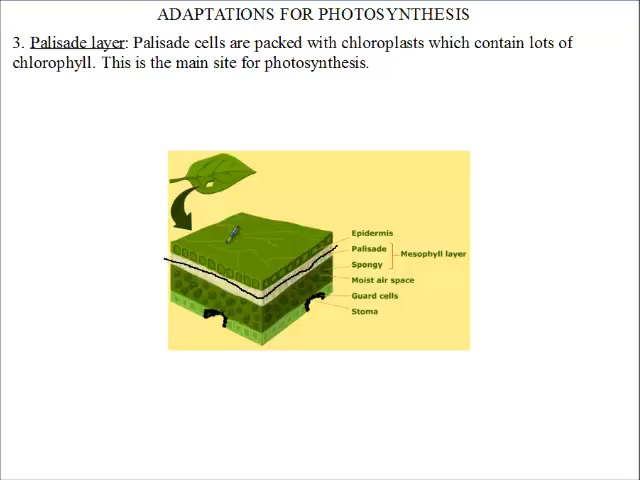 ADAPTATIONS FOR PHOTOSYNTHESIS
3. Palisade layer: Palisade cells are packed with chloroplasts which contain lots of
chlorophyll. This is the main site for photosynthesis.
Epidermis
Palisade
Mesophyll layer
Spongy
Moist air space
Guard cells
Stoma